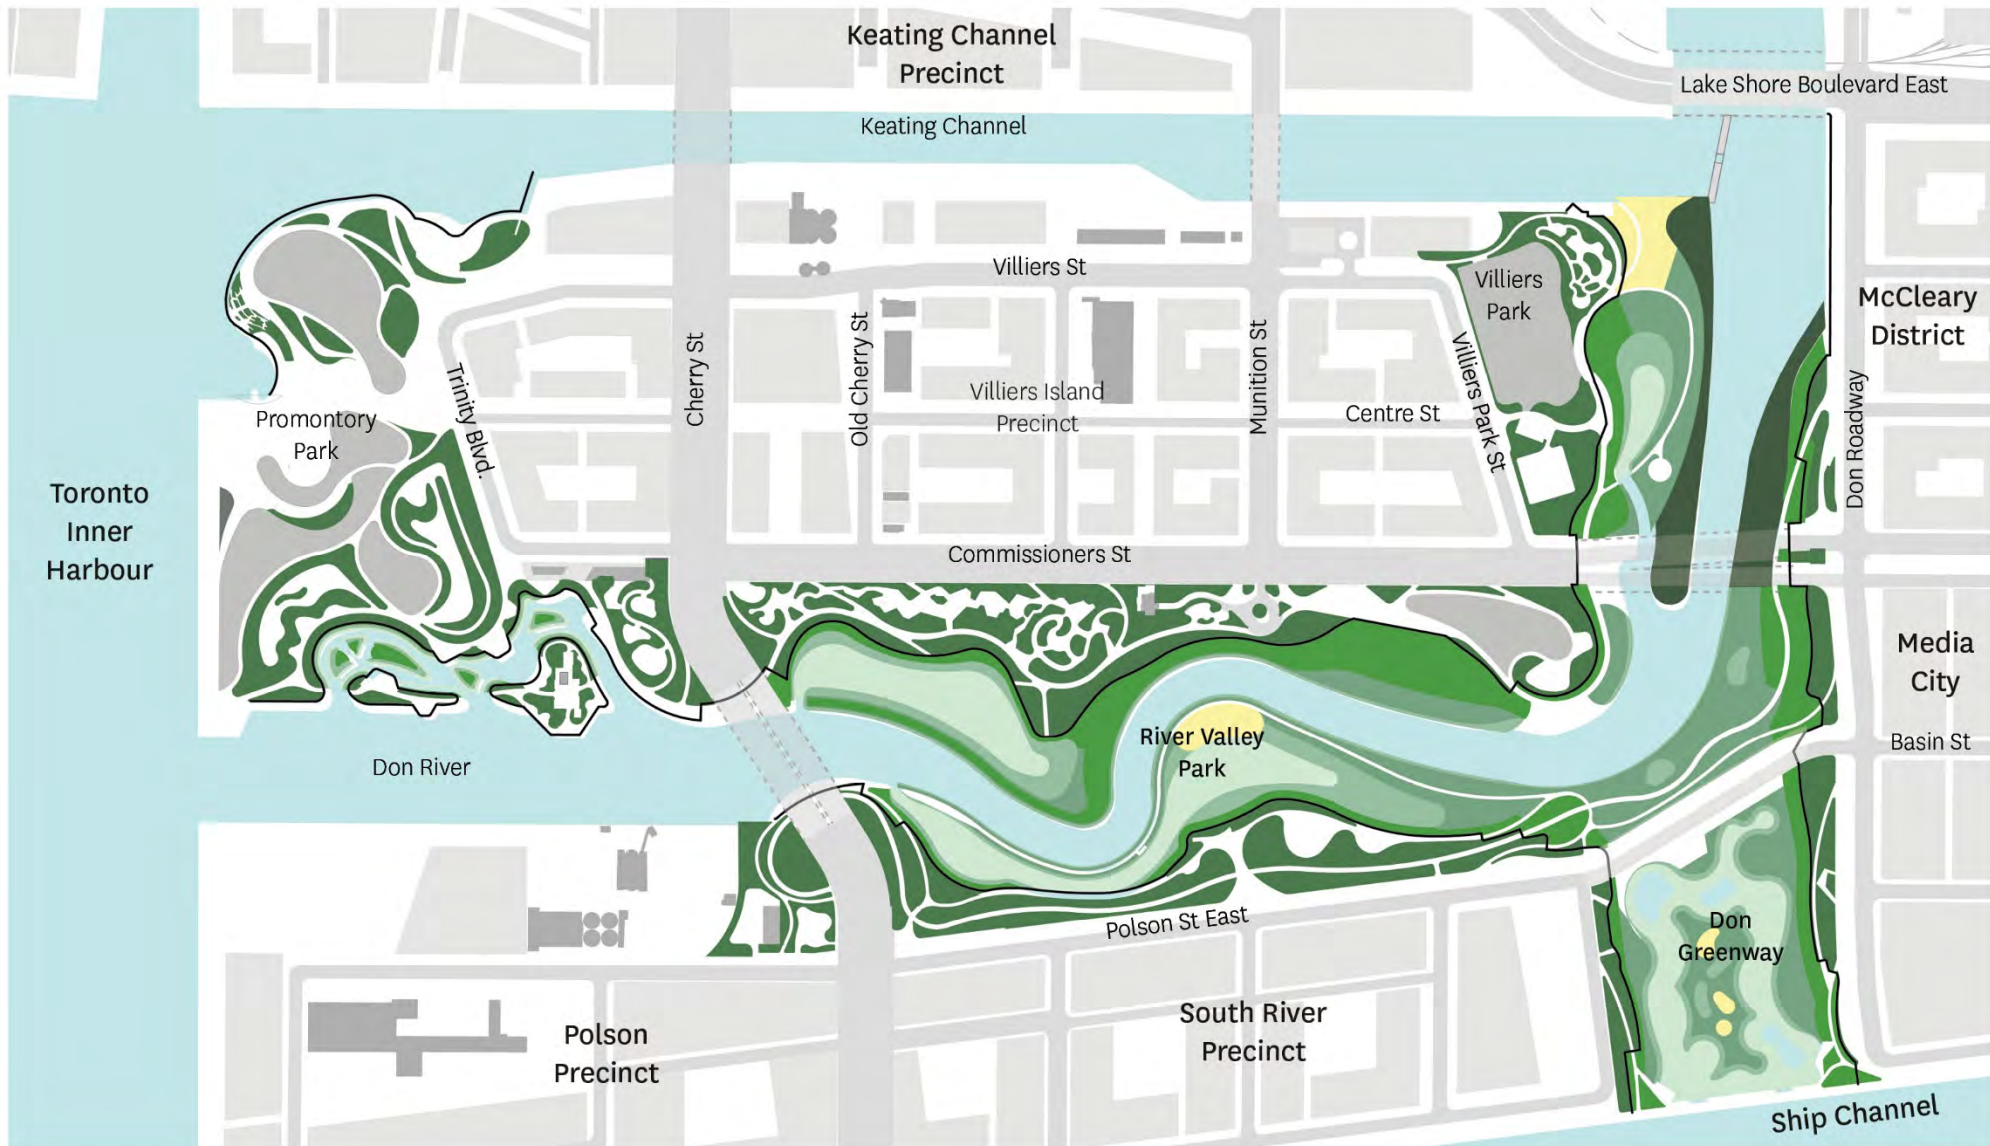 Keating Channel
Precinct
Lake Shore Boulevard East
Keating Channel
Villiers St
Villiers
Park
McCleary
District
Cherry St
Old Cherry St
Munition St
Villiers Park St
Trinity Blvd.
Villiers Island
Precinct
Centre St
Don Roadway
Promontory
Park
Toronto
Inner
Harbour
Commissioners St
Media
City
River Valley
Park
Basin St
Don River
Polson St East
Don
Greenway
South River
Precinct
Polson
Precinct
Ship Channel